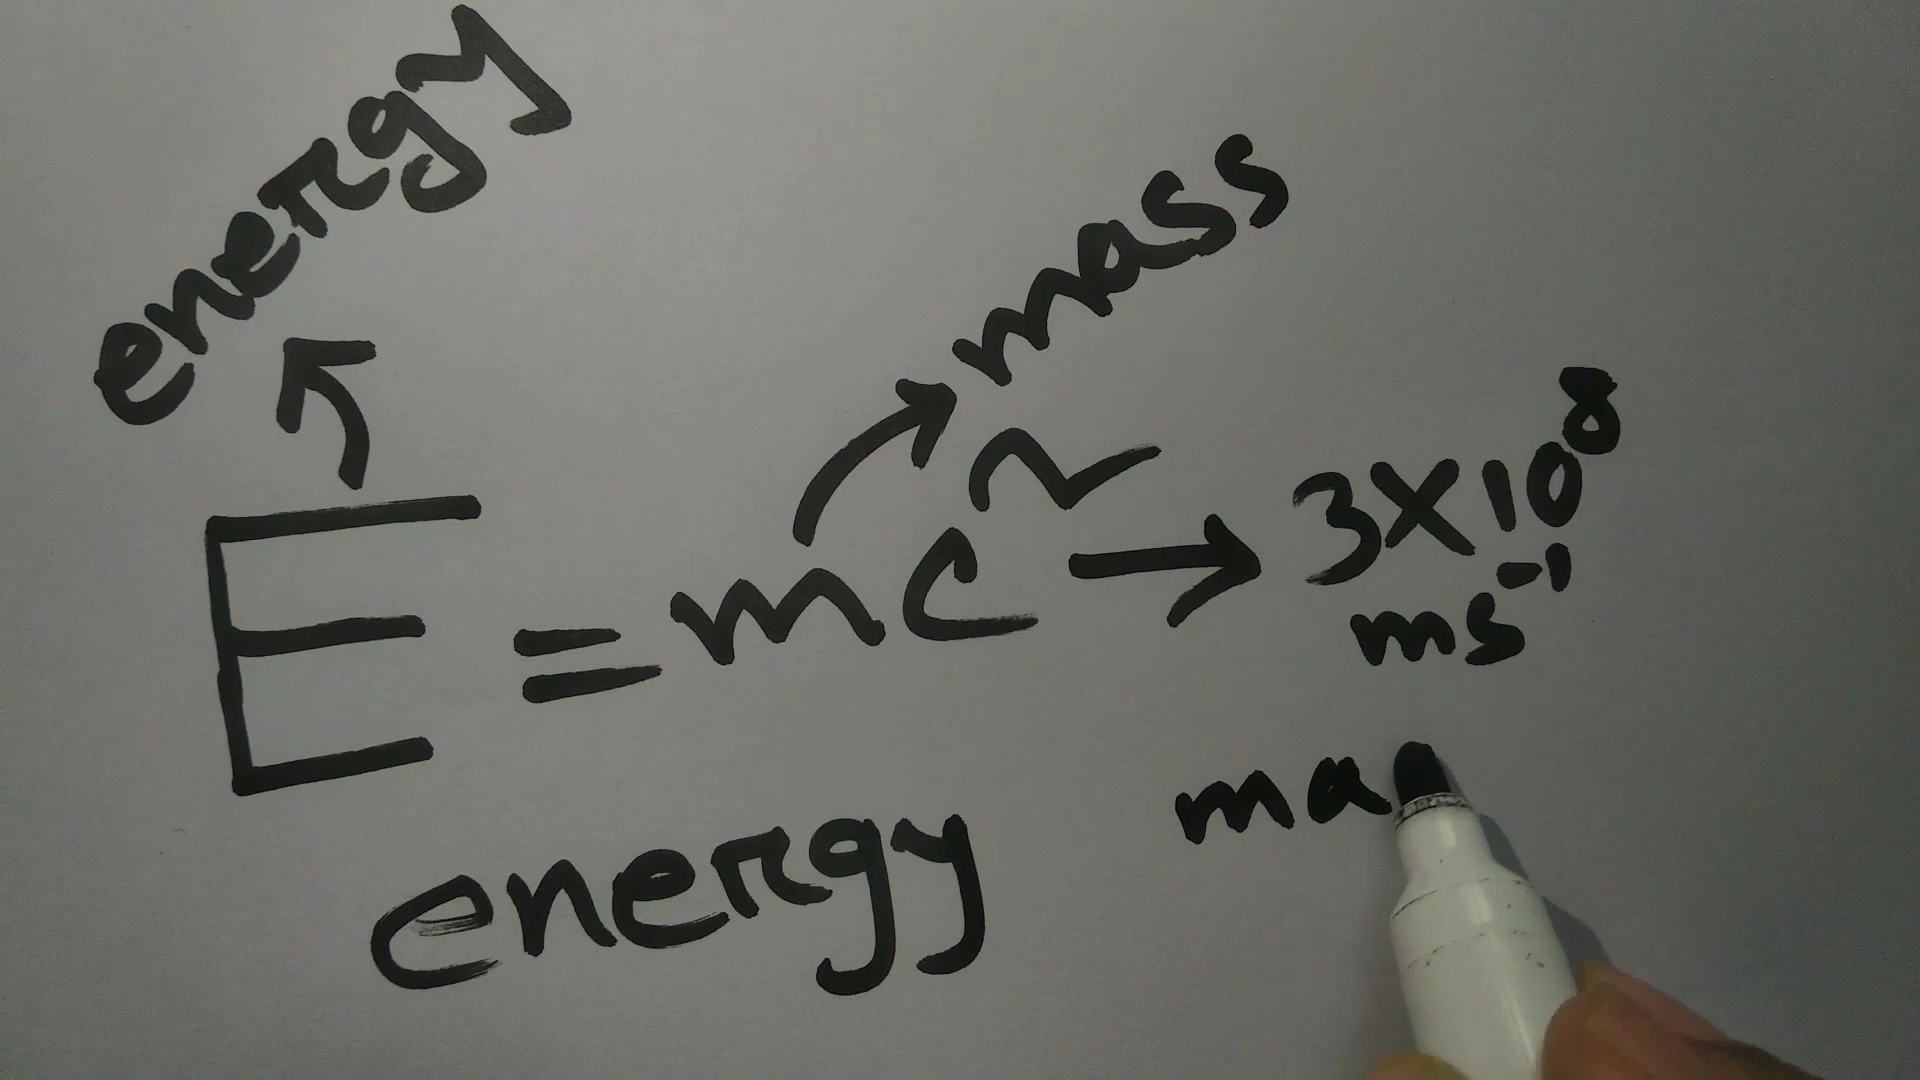 energy
mass
E = mc² → 3×10⁸
ms⁻¹
energy
ma